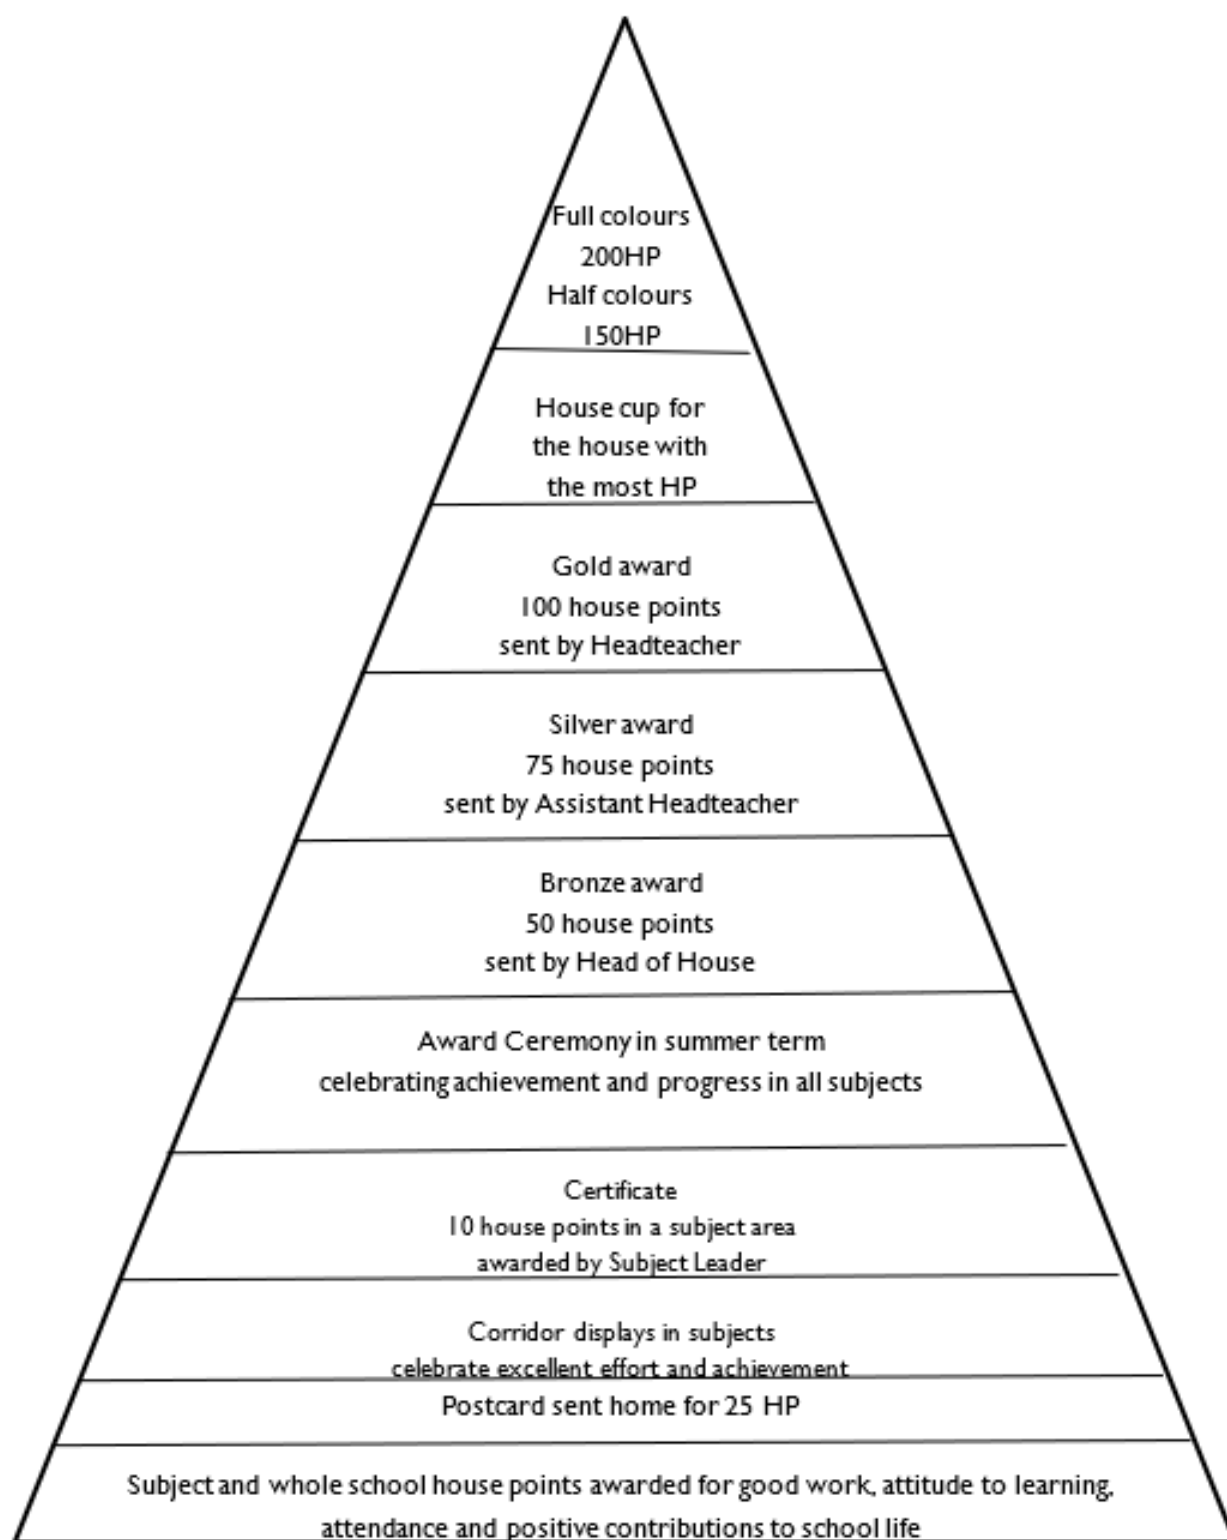 Full colours
200HP
Half colours
150HP
House cup for
the house with
the most HP
Gold award
100 house points
sent by Headteacher
Silver award
75 house points
sent by Assistant Headteacher
Bronze award
50 house points
sent by Head of House
Award Ceremony in summer term
celebrating achievement and progress in all subjects
Certificate
10 house points in a subject area
awarded by Subject Leader
Corridor displays in subjects
celebrate excellent effort and achievement
Postcard sent home for 25 HP
Subject and whole school house points awarded for good work, attitude to learning,
attendance and positive contributions to school life